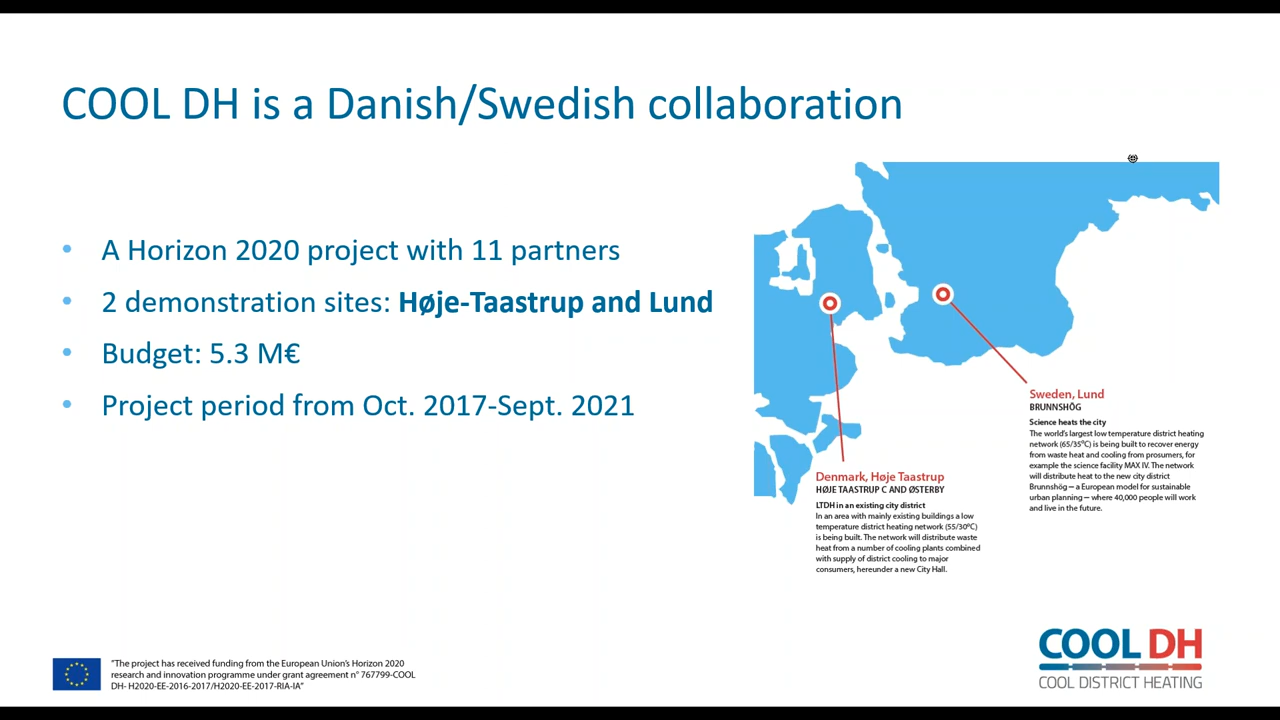 COOL DH is a Danish/Swedish collaboration
• A Horizon 2020 project with 11 partners
• 2 demonstration sites: Høje-Taastrup and Lund
• Budget: 5.3 M€
• Project period from Oct. 2017-Sept. 2021
Sweden, Lund
BRUNNSHÖG
Science heats the city
The world's largest low temperature district heating
network (65/35ºC) is being built to recover energy
from waste heat and cooling from prosumers, for
example the science facility MAX IV. The network
will distribute heat to the new city district
Brunnshög – a European model for sustainable
urban planning – where 40,000 people will work
and live in the future.
Denmark, Høje Taastrup
HØJE TAASTRUP C AND ØSTERBY
LTDH in an existing city district
In an area with mainly existing buildings a low
temperature district heating network (55/30ºC)
is being built. The network will distribute waste
heat from a number of cooling plants combined
with supply of district cooling to major
consumers, hereunder a new City Hall.
"The project has received funding from the European Union's Horizon 2020
research and innovation programme under grant agreement n° 767799-COOL
DH- H2020-EE-2016-2017/H2020-EE-2017-RIA-IA"
COOL DH
COOL DISTRICT HEATING